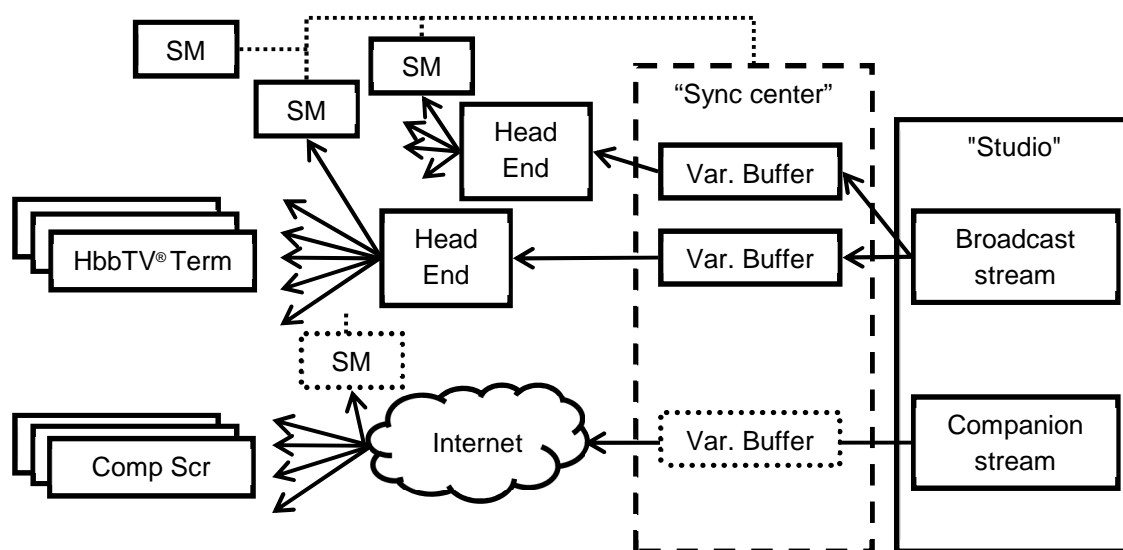 SM
SM
SM
“Sync center”
Head
End
"Studio"
Var. Buffer
HbbTV® Term
Head
End
Var. Buffer
Broadcast
stream
SM
Comp Scr
Internet
Var. Buffer
Companion
stream